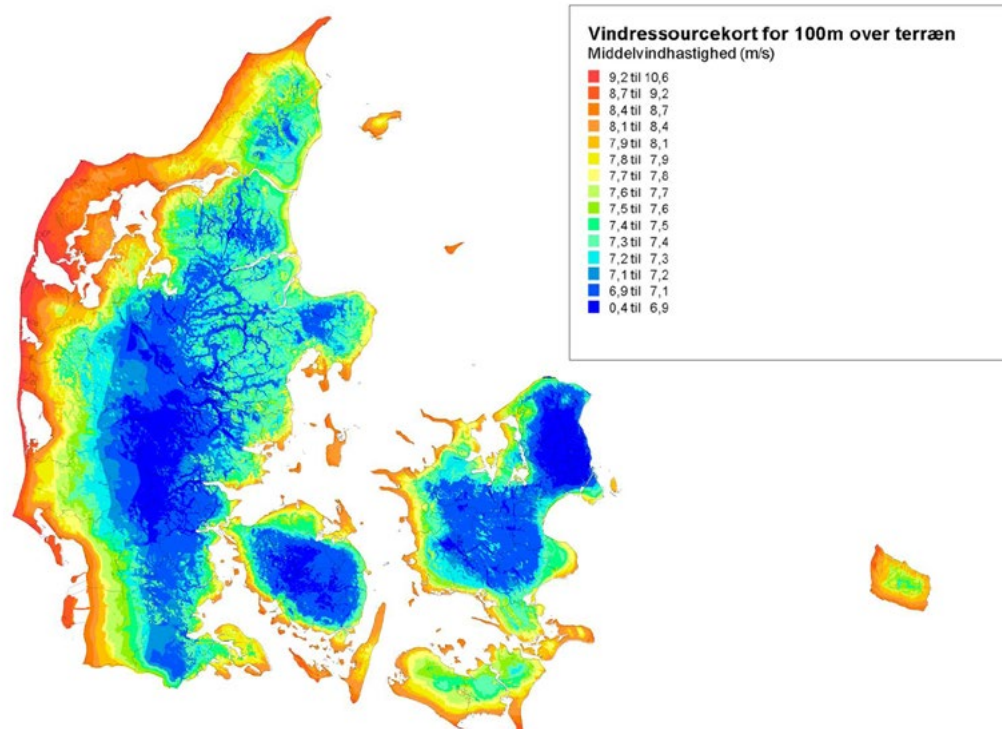 Vindressourcekort for 100m over terræn
Middelvindhastighed (m/s)
9,2 til 10,6
8,7 til 9,2
8,4 til 8,7
8,1 til 8,4
7,9 til 8,1
7,8 til 7,9
7,7 til 7,8
7,6 til 7,7
7,5 til 7,6
7,4 til 7,5
7,3 til 7,4
7,2 til 7,3
7,1 til 7,2
6,9 til 7,1
0,4 til 6,9